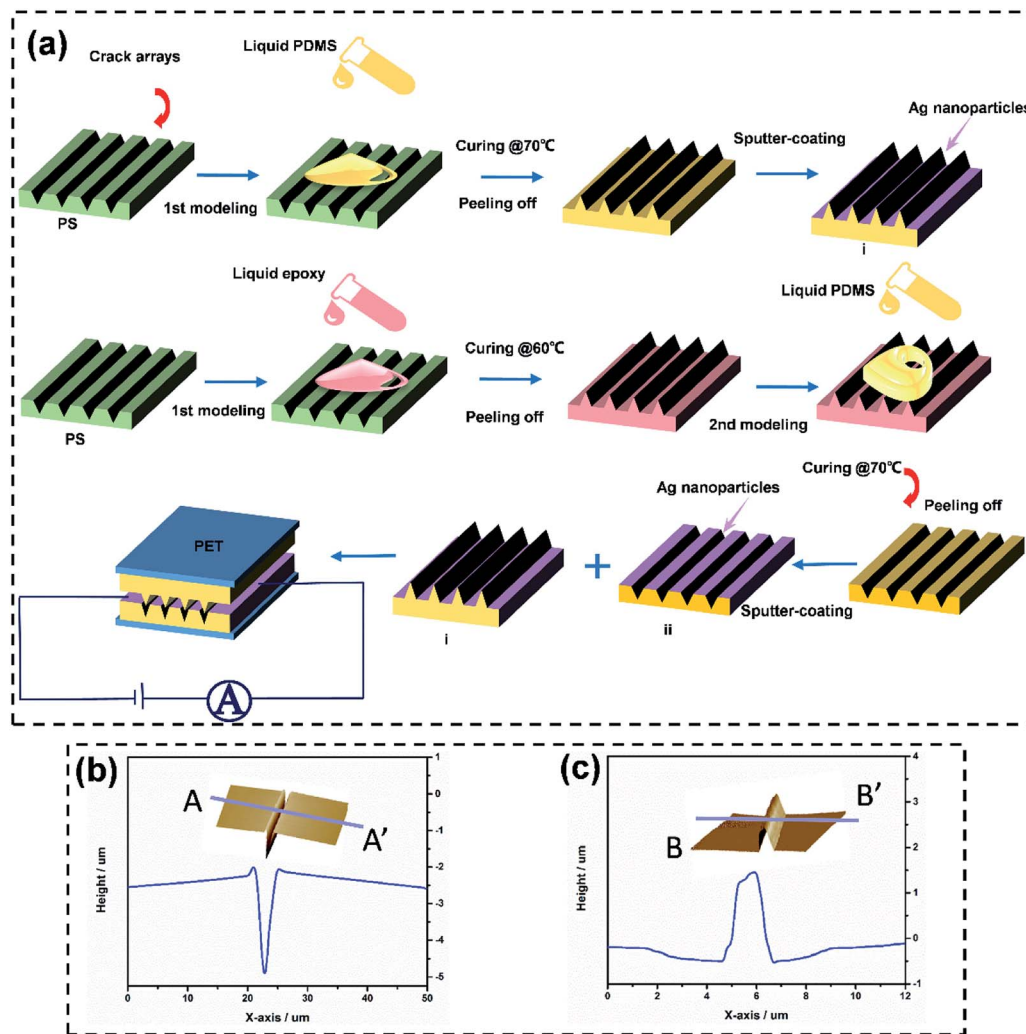 (a)
Crack arrays
Liquid PDMS
Ag nanoparticles
Curing @70℃
Sputter-coating
1st modeling
Peeling off
PS
i
Liquid epoxy
Liquid PDMS
Curing @60℃
1st modeling
Peeling off
2nd modeling
PS
Curing @70℃
Ag nanoparticles
Peeling off
PET
+
Sputter-coating
i
ii
A
(b)
A
A’
Height / um
1
0
-1
-2
-3
-4
-5
0 10 20 30 40 50
X-axis / um
(c)
B’
B
Height / um
4
3
2
1
0
-1
0 2 4 6 8 10 12
X-axis / um